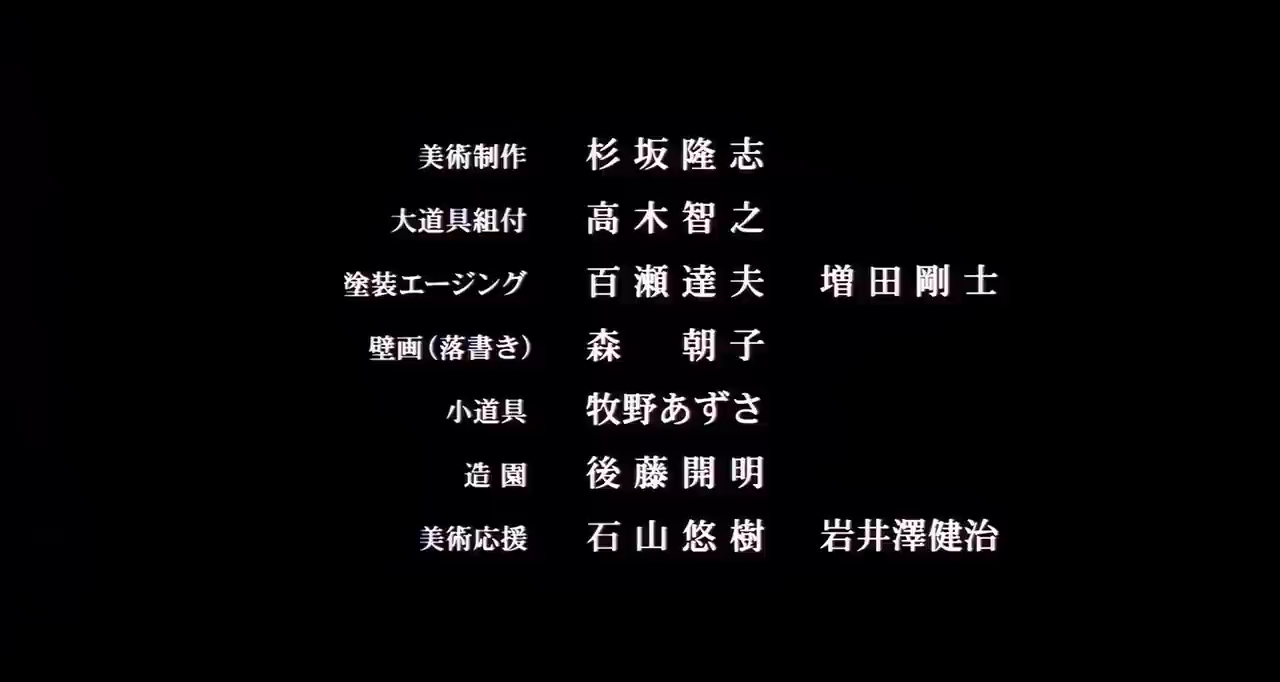 美術制作 杉坂隆志
大道具組付 高木智之
塗装エージング 百瀬達夫 増田剛士
壁画(落書き) 森 朝子
小道具 牧野あずさ
造園 後藤開明
美術応援 石山悠樹 岩井澤健治